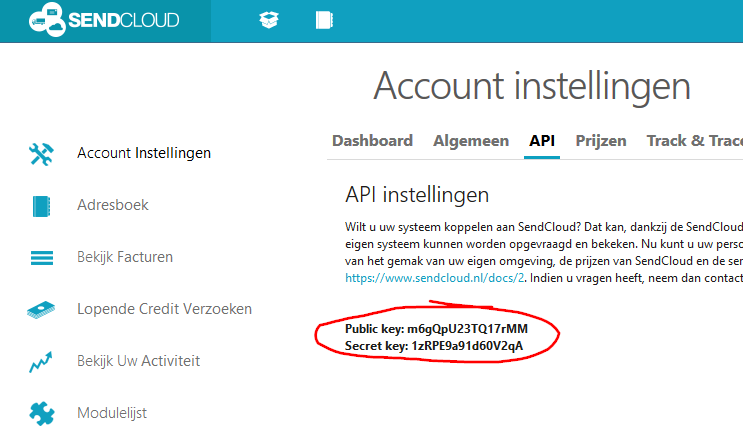 SENDCLOUD
Account instellingen
Account Instellingen
Adresboek
Bekijk Facturen
Lopende Credit Verzoeken
Bekijk Uw Activiteit
Modulelijst
Dashboard Algemeen API Prijzen Track & Trace
API instellingen
Wilt u uw systeem koppelen aan SendCloud? Dat kan, dankzij de SendCloud
eigen systeem kunnen worden opgevraagd en bekeken. Nu kunt u uw perso
van het gemak van uw eigen omgeving, de prijzen van SendCloud en de ser
https://www.sendcloud.nl/docs/2. Indien u vragen heeft, neem dan contact
Public key: m6gQpU23TQ17rMM
Secret key: 1zRPE9a91d60V2qA